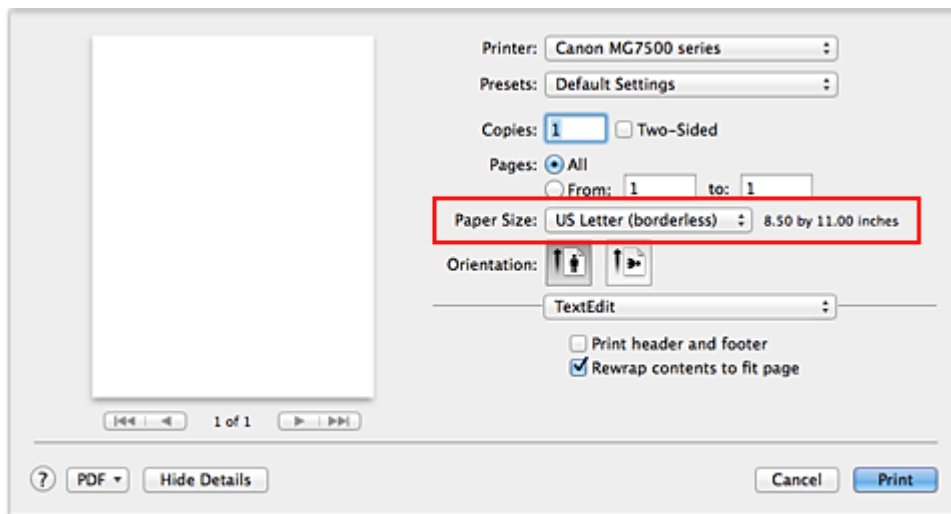 Printer: Canon MG7500 series
Presets: Default Settings
Copies: 1 Two-Sided
Pages: All
From: 1 to: 1
Paper Size: US Letter (borderless) 8.50 by 11.00 inches
Orientation:
TextEdit
Print header and footer
Rewrap contents to fit page
1 of 1
? PDF Hide Details Cancel Print